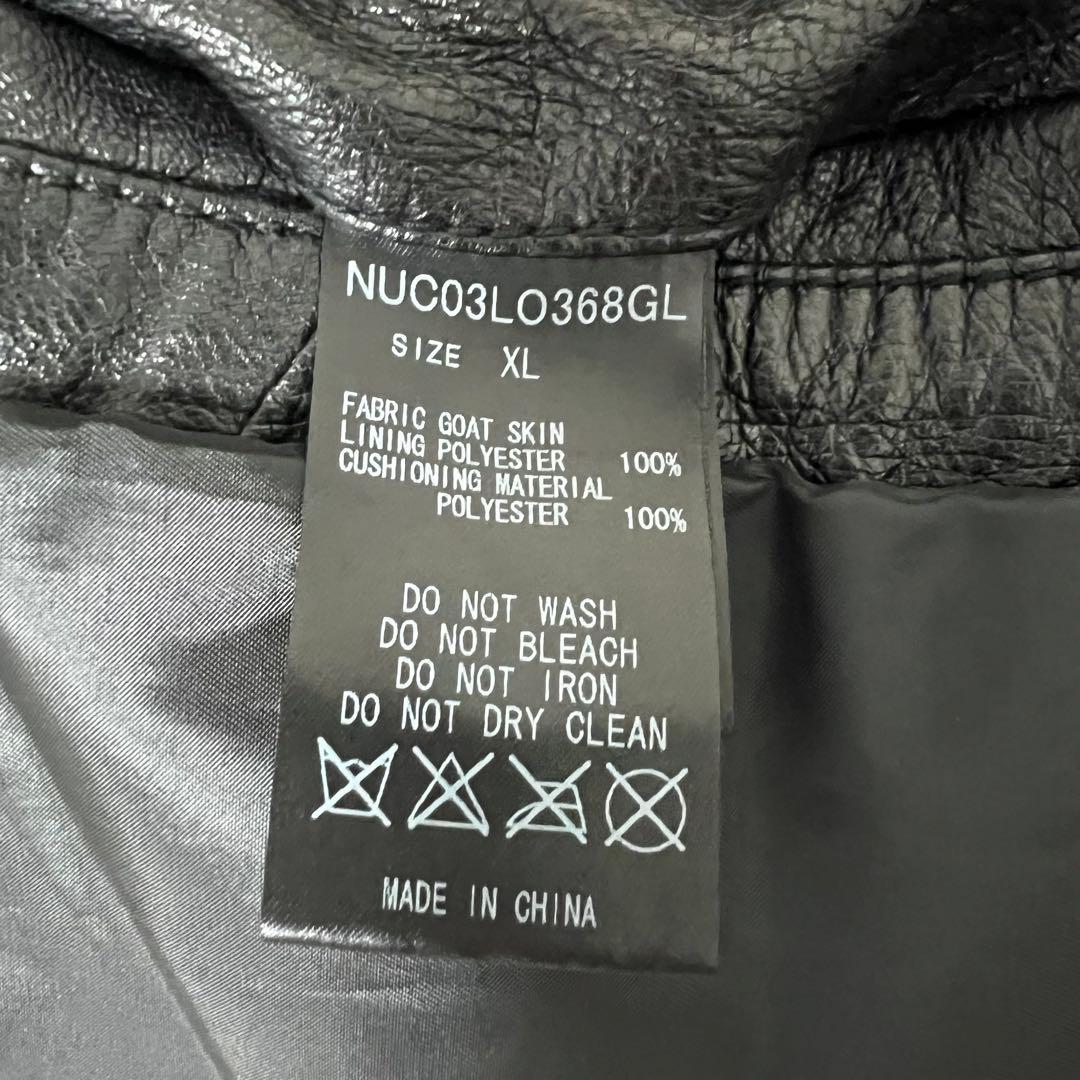 NUC03LO368GL
SIZE XL
FABRIC GOAT SKIN
LINING POLYESTER 100%
CUSHIONING MATERIAL
POLYESTER 100%
DO NOT WASH
DO NOT BLEACH
DO NOT IRON
DO NOT DRY CLEAN
MADE IN CHINA